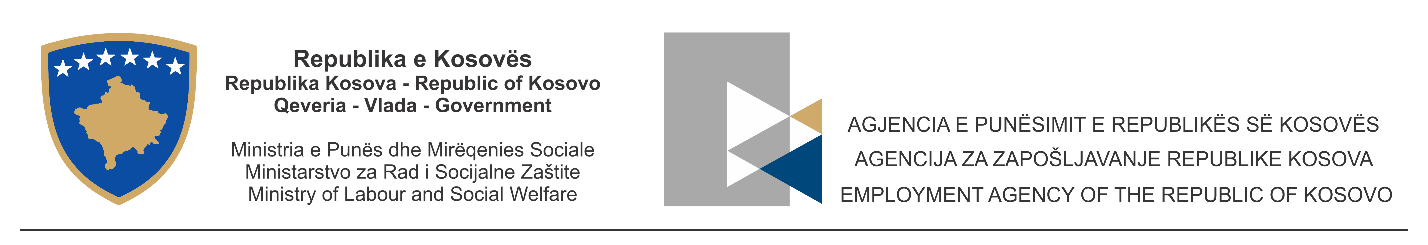 Republika e Kosovës
Republika Kosova - Republic of Kosovo
Qeveria - Vlada - Government
Ministria e Punës dhe Mirëqenies Sociale
Ministarstvo za Rad i Socijalne Zaštite
Ministry of Labour and Social Welfare
AGJENCIA E PUNËSIMIT E REPUBLIKËS SË KOSOVËS
AGENCIJA ZA ZAPOŠLJAVANJE REPUBLIKE KOSOVA
EMPLOYMENT AGENCY OF THE REPUBLIC OF KOSOVO